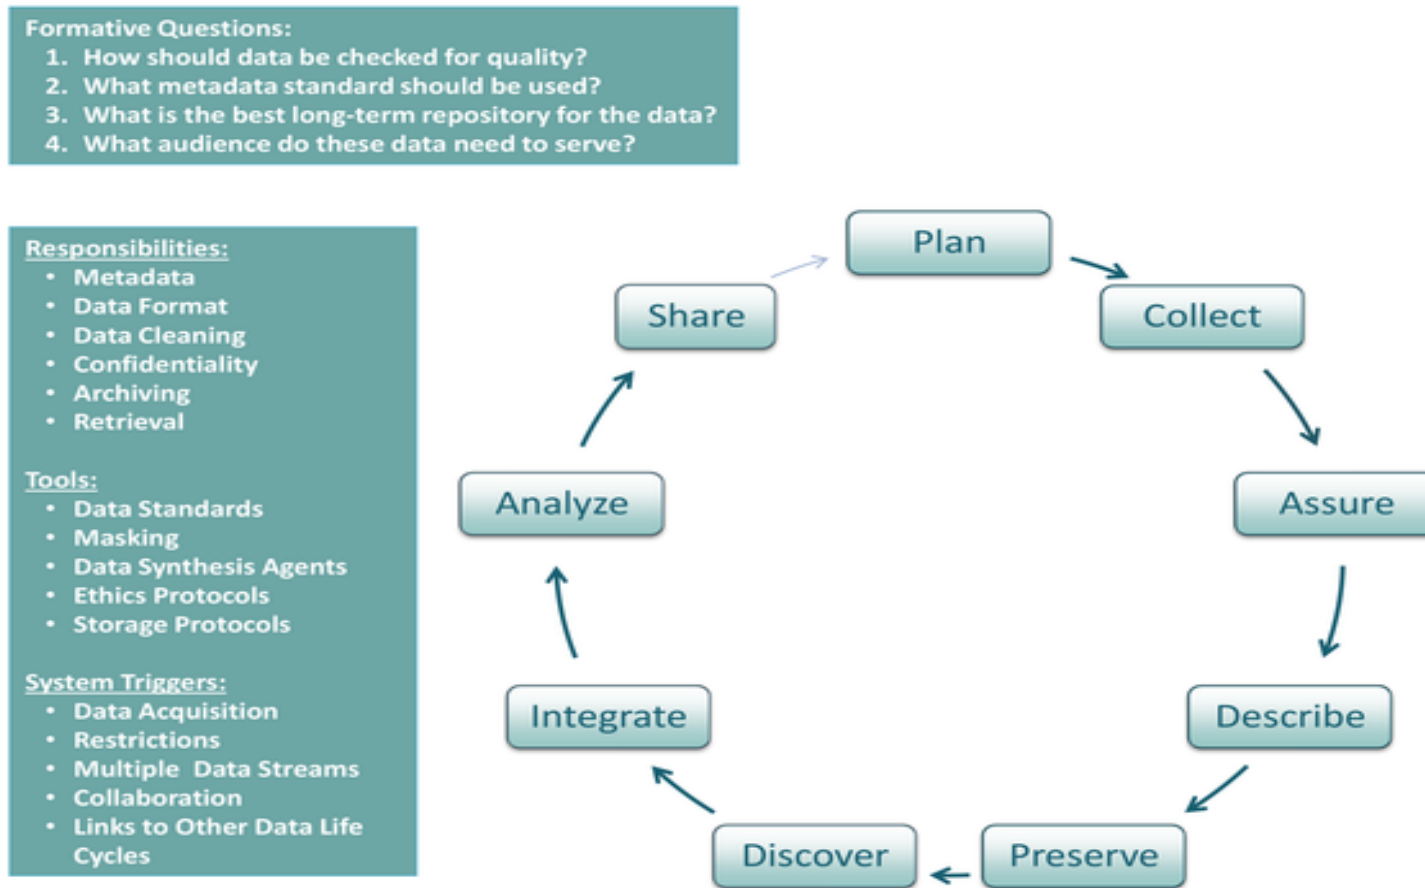 Formative Questions:
1. How should data be checked for quality?
2. What metadata standard should be used?
3. What is the best long-term repository for the data?
4. What audience do these data need to serve?
Responsibilities:
• Metadata
• Data Format
• Data Cleaning
• Confidentiality
• Archiving
• Retrieval
Tools:
• Data Standards
• Masking
• Data Synthesis Agents
• Ethics Protocols
• Storage Protocols
System Triggers:
• Data Acquisition
• Restrictions
• Multiple Data Streams
• Collaboration
• Links to Other Data Life
Cycles
Plan
Collect
Assure
Describe
Preserve
Discover
Integrate
Analyze
Share